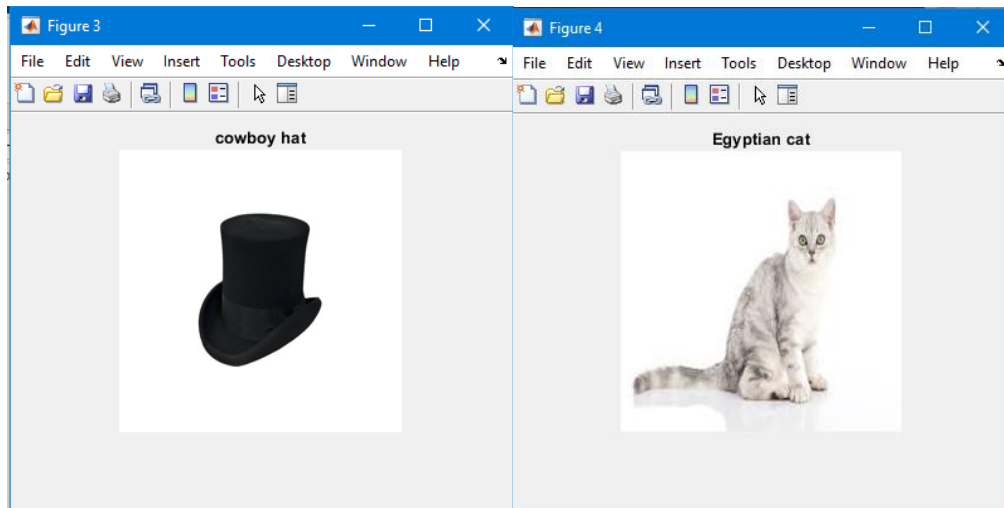 Figure 3
File Edit View Insert Tools Desktop Window Help
cowboy hat
Figure 4
File Edit View Insert Tools Desktop Window Help
Egyptian cat